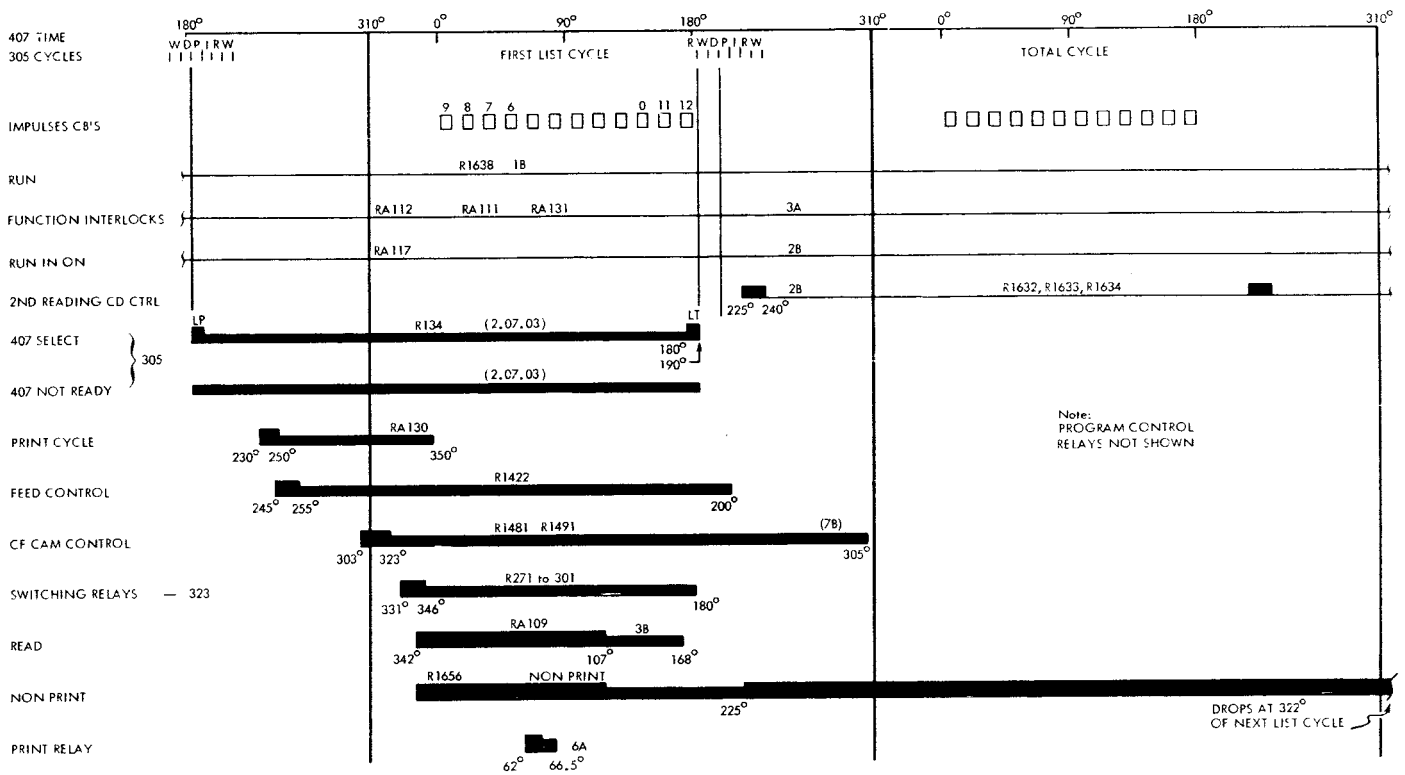 407 TIME 180° 310° 0° 90° 180° 310° 0° 90° 180° 310°
305 CYCLES W D P I R W FIRST LIST CYCLE R W D P I R W TOTAL CYCLE
9 8 7 6 0 11 12
IMPULSES CB'S
RUN R1638 1B
FUNCTION INTERLOCKS RA112 RA111 RA131 3A
RUN IN ON RA117 2B
2ND READING CD CTRL 2B R1632, R1633, R1634
225° 240°
LP LT
407 SELECT R134 (2.07.03)
180°
305 190°
407 NOT READY (2.07.03)
Note:
PROGRAM CONTROL
RELAYS NOT SHOWN
PRINT CYCLE RA130
230° 250° 350°
FEED CONTROL R1422
245° 255° 200°
CF CAM CONTROL R1481 R1491 (7B)
303° 323° 305°
SWITCHING RELAYS — 323 R271 to 301
331° 346° 180°
READ RA109 3B
342° 107° 168°
NON PRINT R1656 NON PRINT
225°
DROPS AT 322°
OF NEXT LIST CYCLE
PRINT RELAY 6A
62° 66.5°